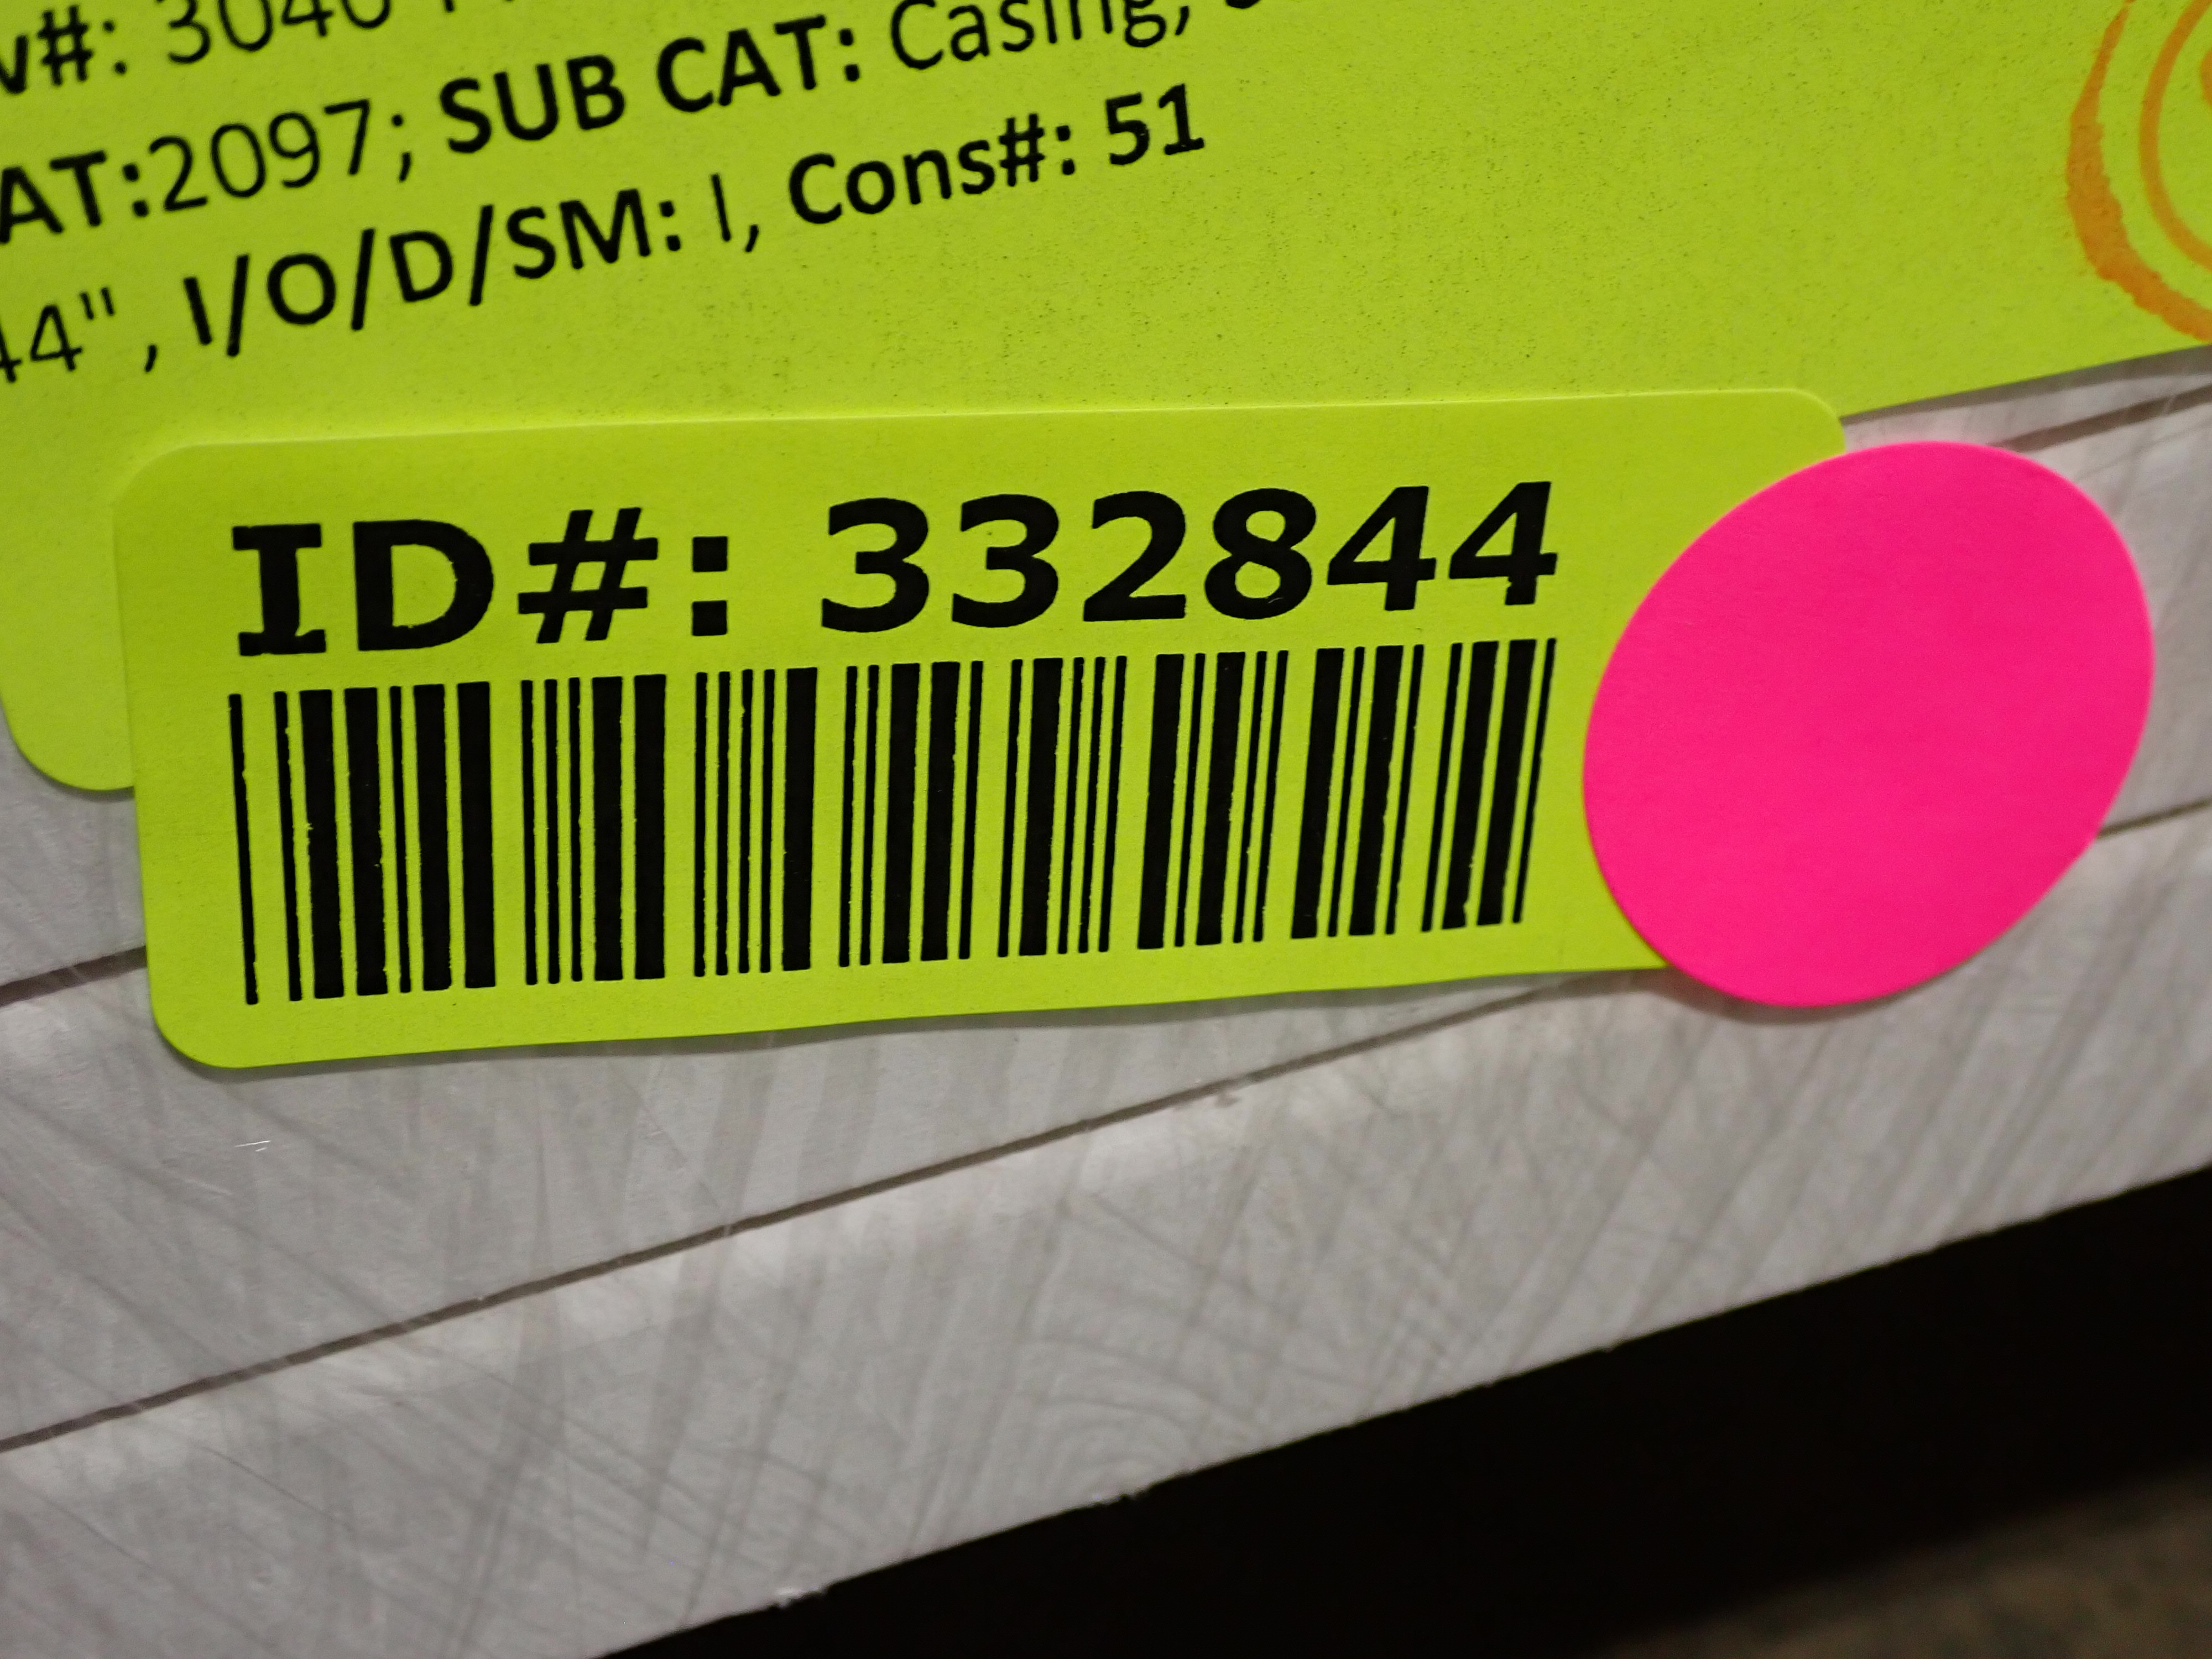 #: 3040
AT:2097; SUB CAT: Casing,
44", I/O/D/SM: I, Cons#: 51
ID#: 332844